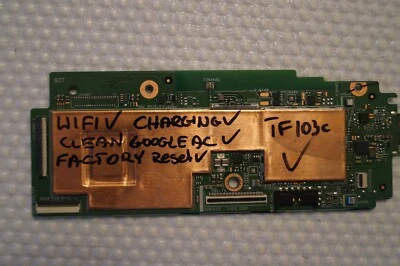 WIFI✓ CHARGING✓
CLEAN GOOGLE AC ✓
FACTORY Reset✓
TF103c
✓